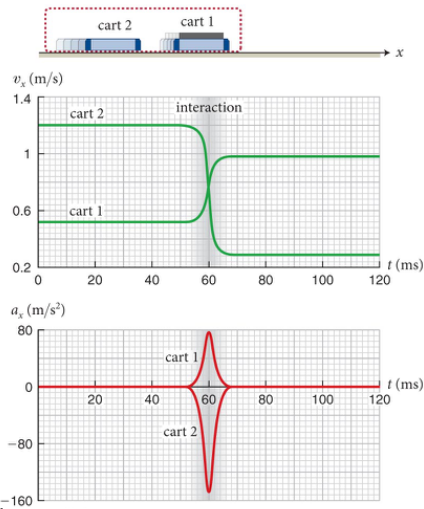 cart 2 cart 1
x
vₓ (m/s)
1.4
interaction
cart 2
1
0.6
cart 1
0.2
t (ms)
0 20 40 60 80 100 120
aₓ (m/s²)
80
cart 1
0
t (ms)
20 40 60 80 100 120
cart 2
−80
−160